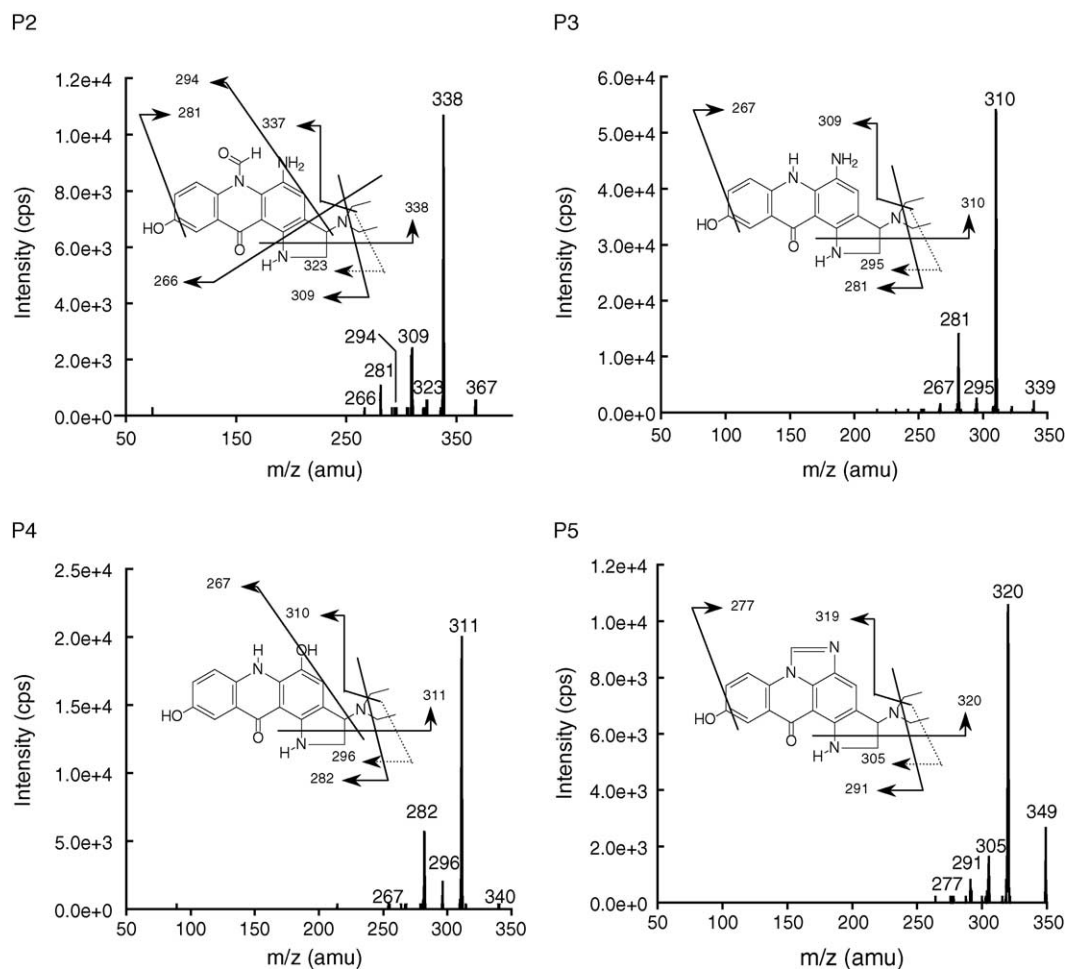 P2
1.2e+4
1.0e+4
8.0e+3
6.0e+3
4.0e+3
2.0e+3
0.0e+0
Intensity (cps)
50
150
250
350
m/z (amu)
294
281
337
O
H
N
NH2
HO
O
N
H-N
338
323
266
309
338
294
309
281
323
266
367
P3
6.0e+4
5.0e+4
4.0e+4
3.0e+4
2.0e+4
1.0e+4
0.0e+0
Intensity (cps)
50
100
150
200
250
300
350
m/z (amu)
267
309
H
N
NH2
HO
O
N
H-N
310
295
281
310
281
267
295
339
P4
2.5e+4
2.0e+4
1.5e+4
1.0e+4
5.0e+3
0.0e+0
Intensity (cps)
50
100
150
200
250
300
350
m/z (amu)
267
310
H
N
OH
HO
O
N
H-N
311
296
282
311
282
296
267
340
P5
1.2e+4
1.0e+4
8.0e+3
6.0e+3
4.0e+3
2.0e+3
0.0e+0
Intensity (cps)
50
100
150
200
250
300
350
m/z (amu)
277
319
N
N
HO
O
N
H-N
320
305
291
320
349
305
291
277